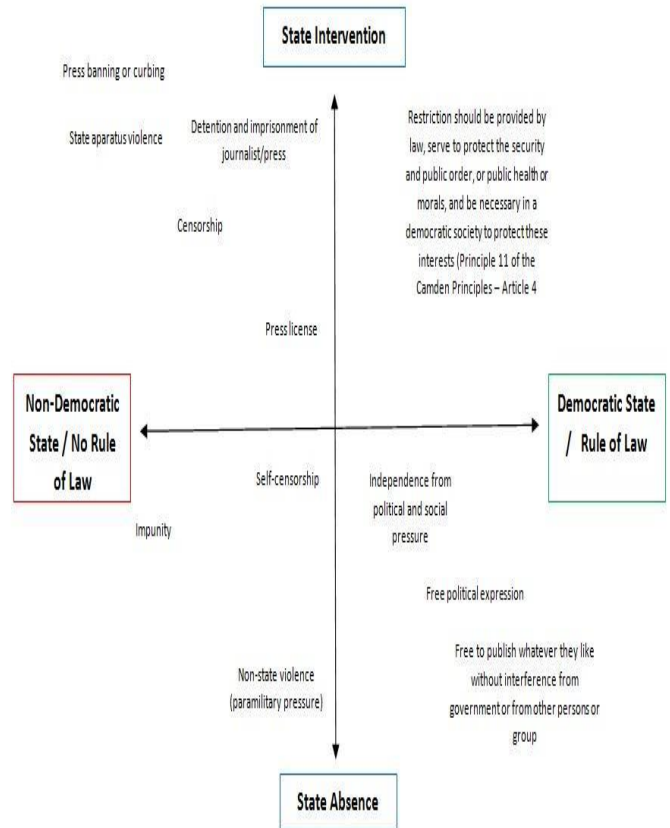 State Intervention
Press banning or curbing
State aparatus violence
Detention and imprisonment of
journalist/press
Restriction should be provided by
law, serve to protect the security
and public order, or public health or
morals, and be necessary in a
democratic society to protect these
interests (Principle 11 of the
Camden Principles – Article 4
Censorship
Press license
Non-Democratic
State / No Rule
of Law
Democratic State
/ Rule of Law
Self-censorship
Independence from
political and social
pressure
Impunity
Free political expression
Free to publish whatever they like
without interference from
government or from other persons or
group
Non-state violence
(paramilitary pressure)
State Absence